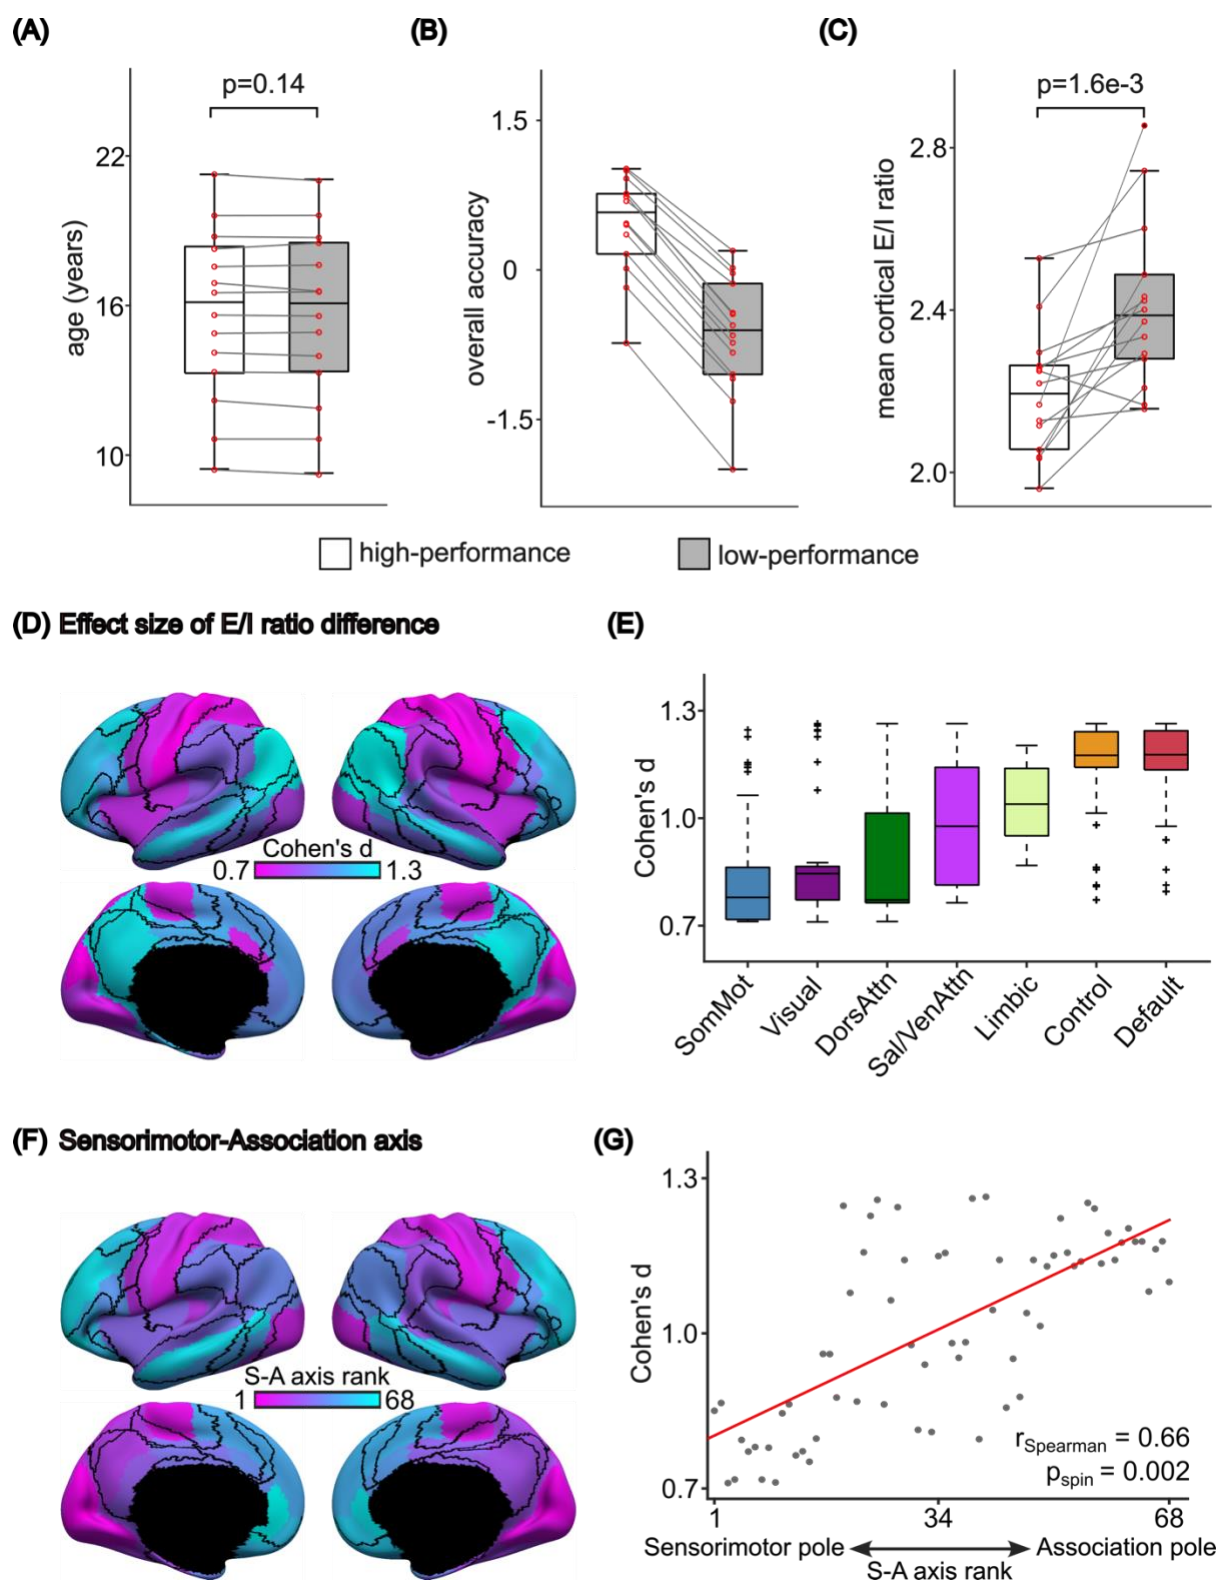 (A)
(B)
(C)
p=0.14
p=1.6e-3
age (years)
22
16
10
overall accuracy
1.5
0
-1.5
mean cortical E/I ratio
2.8
2.4
2.0
high-performance
low-performance
(D) Effect size of E/I ratio difference
(E)
Cohen's d
0.7
1.3
Cohen's d
1.3
1.0
0.7
SomMot
Visual
DorsAttn
Sal/VenAttn
Limbic
Control
Default
(F) Sensorimotor-Association axis
(G)
S-A axis rank
1
68
Cohen's d
1.3
1.0
0.7
rSpearman = 0.66
pspin = 0.002
1
34
68
Sensorimotor pole
Association pole
S-A axis rank